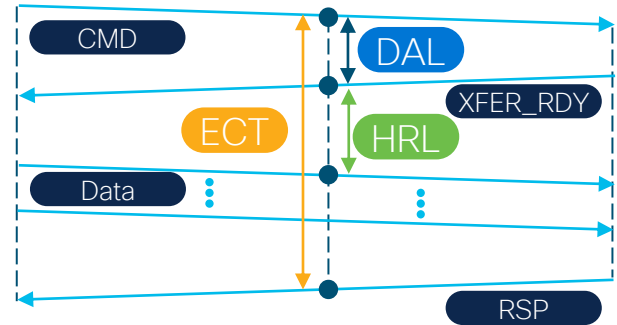 CMD
DAL
XFER_RDY
ECT
HRL
Data
RSP